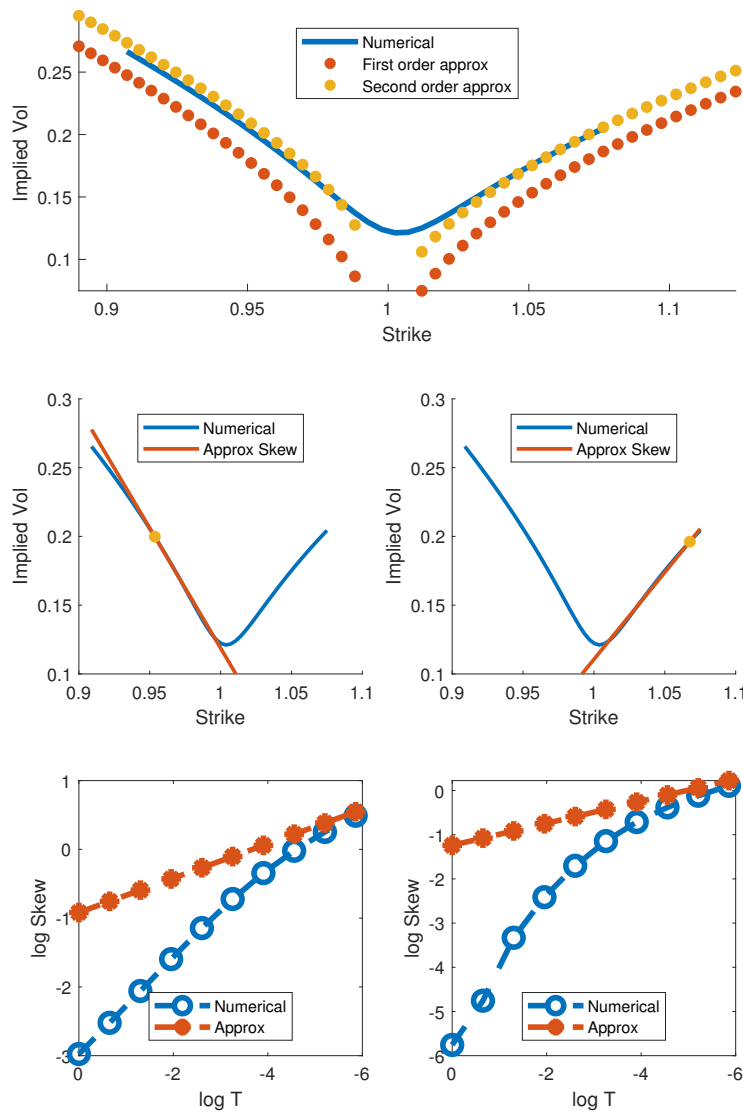 0.25
0.2
0.15
0.1
Implied Vol
Numerical
First order approx
Second order approx
0.9
0.95
1
1.05
1.1
Strike
0.3
0.25
0.2
0.15
0.1
Implied Vol
Numerical
Approx Skew
0.9
0.95
1
1.05
1.1
Strike
0.3
0.25
0.2
0.15
0.1
Implied Vol
Numerical
Approx Skew
0.9
0.95
1
1.05
1.1
Strike
1
0
-1
-2
-3
log Skew
Numerical
Approx
0
-2
-4
-6
log T
0
-1
-2
-3
-4
-5
-6
log Skew
Numerical
Approx
0
-2
-4
-6
log T